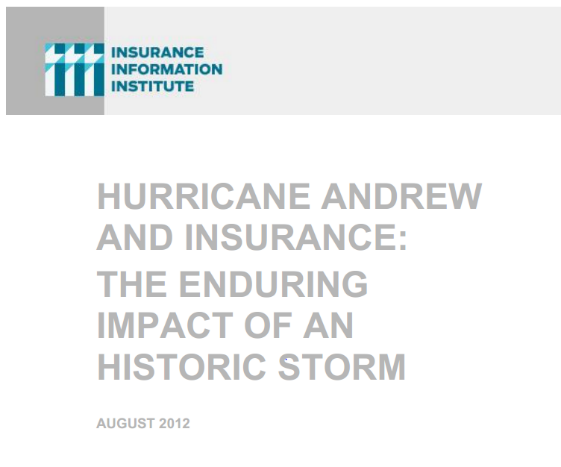 INSURANCE
INFORMATION
INSTITUTE
HURRICANE ANDREW
AND INSURANCE:
THE ENDURING
IMPACT OF AN
HISTORIC STORM
AUGUST 2012